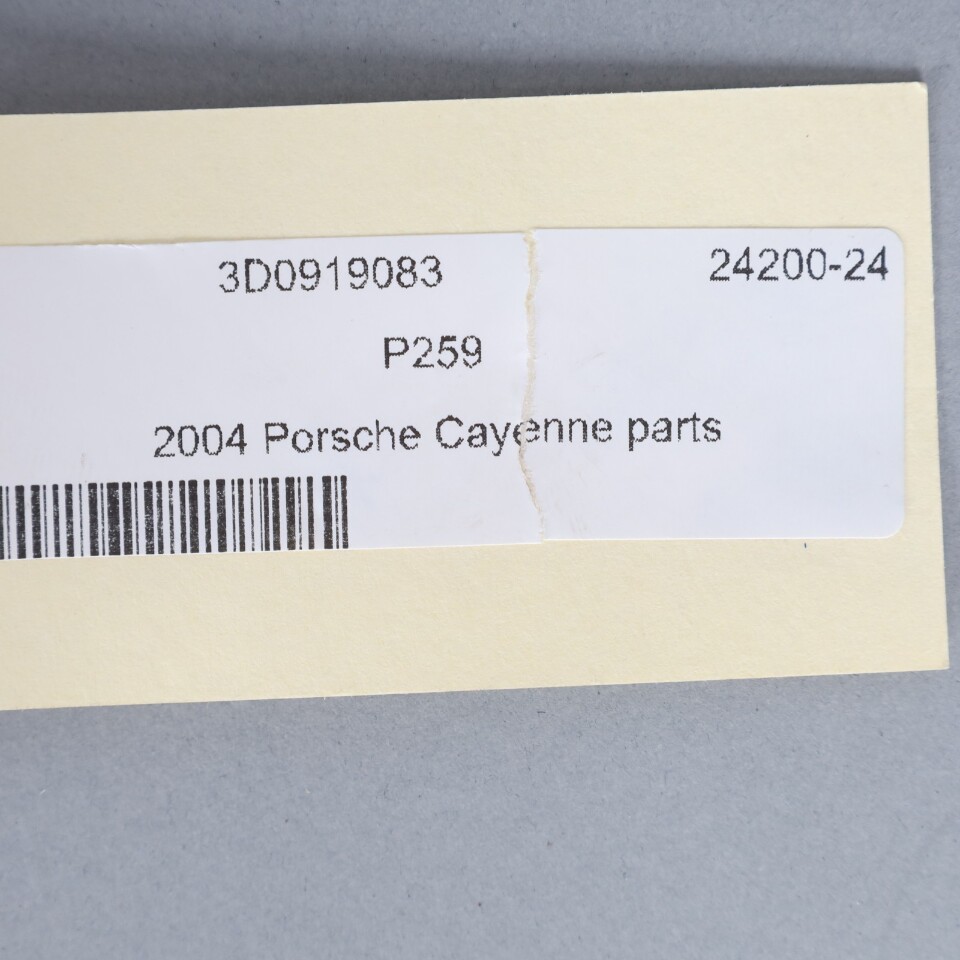 3D0919083 24200-24
P259
2004 Porsche Cayenne parts